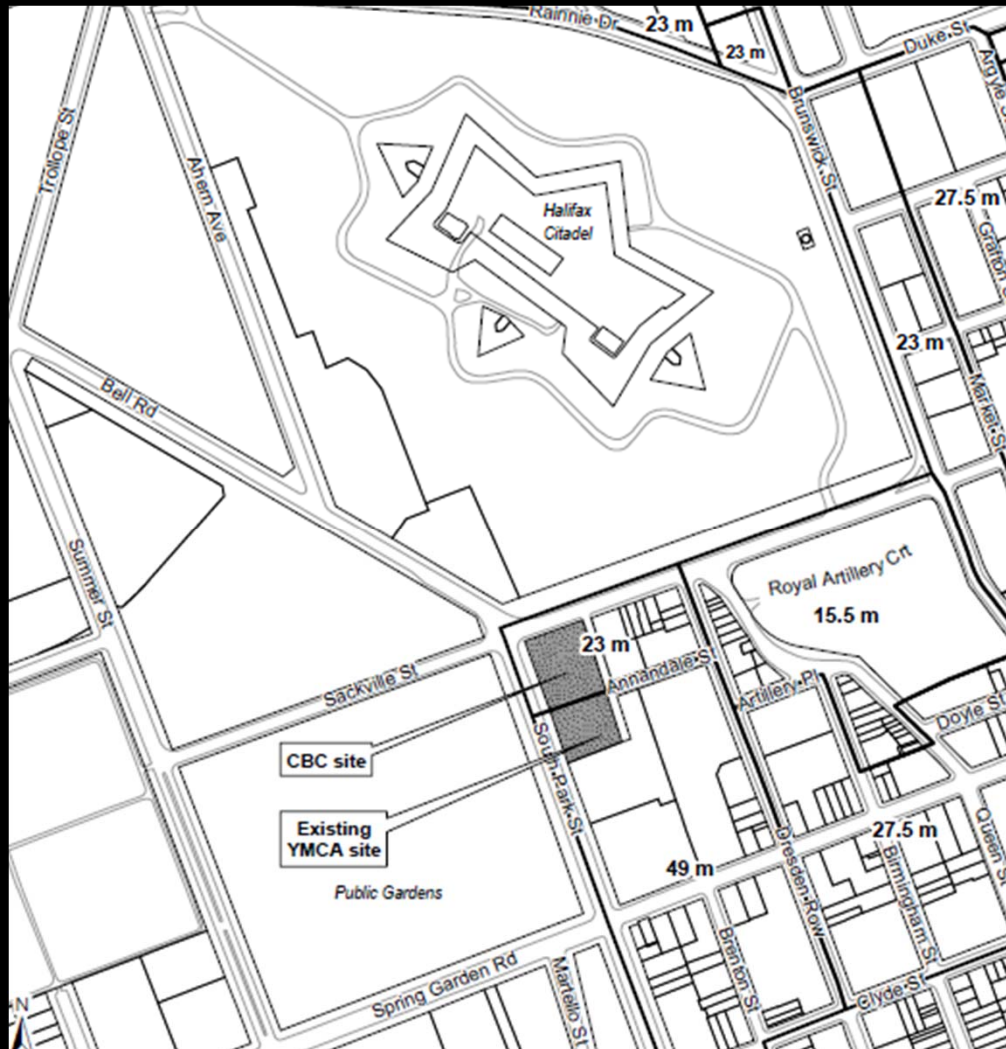 Rainnie Dr
23 m
23 m
Duke St
Argyle
Trollope St
Ahern Ave
Brunswick St
Halifax
Citadel
27.5 m
Grafton
23 m
Market St
Bell Rd
Summer St
Royal Artillery Crt
15.5 m
23 m
Annandale St
Artillery Pl
Sackville St
Doyle St
CBC site
South Park St
Existing
YMCA site
Public Gardens
49 m
27.5 m
Queen St
Dresden Row
Birmingham St
Brenton St
Spring Garden Rd
Martello St
Clyde St
N